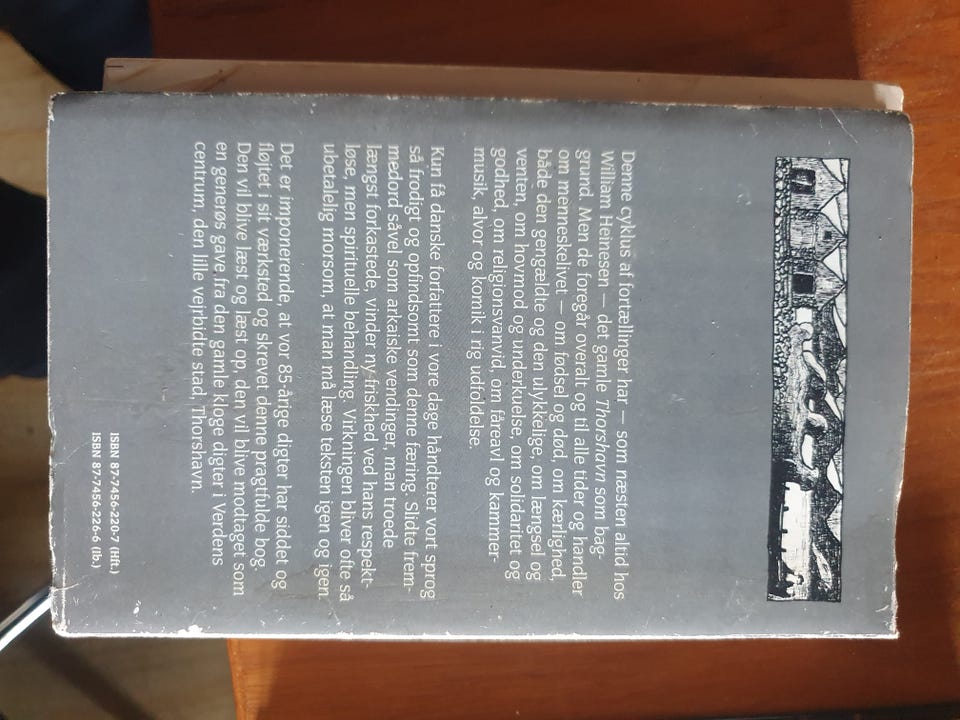 Denne cyklus af fortællinger har — som næsten altid hos
William Heinesen — det gamle Thorshavn som bag-
grund. Men de foregår overalt og til alle tider og handler
om menneskelivet — om fødsel og død, om kærlighed,
både den gengældte og den ulykkelige, om længsel og
venten, om hovmod og underkuelse, om solidaritet og
godhed, om religionsvanvid, om fåreavl og kammer-
musik, alvor og komik i rig udfoldelse.
Kun få danske forfattere i vore dage håndterer vort sprog
så frodigt og opfindsomt som denne færing. Slidte frem-
medord såvel som arkaiske vendinger, man troede
længst forkastede, vinder ny friskhed ved hans respekt-
løse, men spirituelle behandling. Virkningen bliver ofte så
ubetalelig morsom, at man må læse teksten igen og igen.
Det er imponerende, at vor 85-årige digter har siddet og
fløjtet i sit værksted og skrevet denne pragtfulde bog.
Den vil blive læst og læst op, den vil blive modtaget som
en generøs gave fra den gamle kloge digter i Verdens
centrum, den lille vejrbidte stad, Thorshavn.
ISBN 87-7456-220-7 (Hft.)
ISBN 87-7456-226-6 (Ib.)